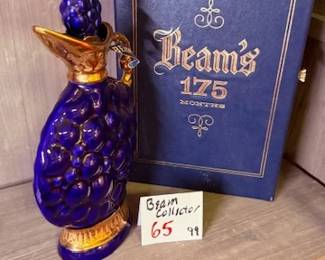 Beam's
175
MONTHS
Beam
Collector
65 99